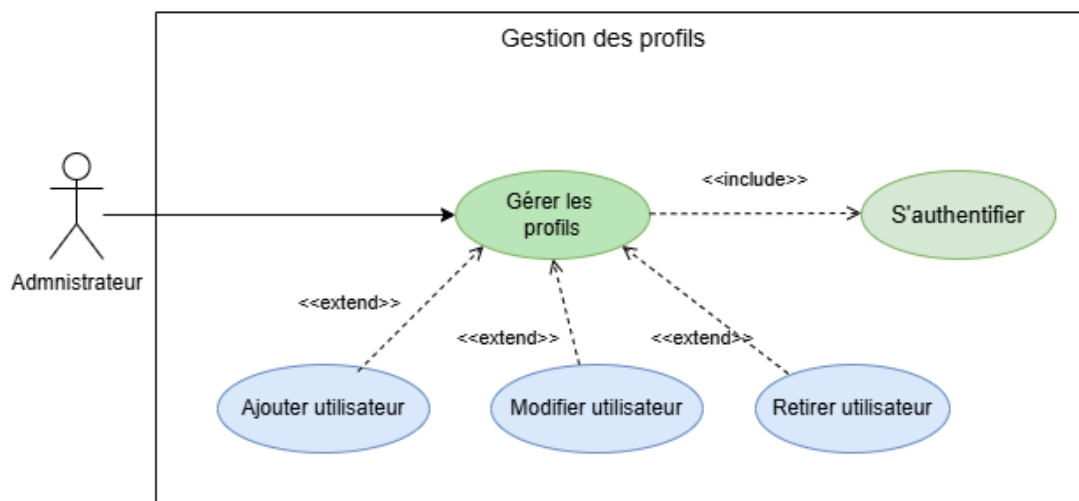 Gestion des profils
Gérer les
profils
<<include>>
S'authentifier
Admnistrateur
<<extend>>
<<extend>>
<<extend>>
Ajouter utilisateur
Modifier utilisateur
Retirer utilisateur